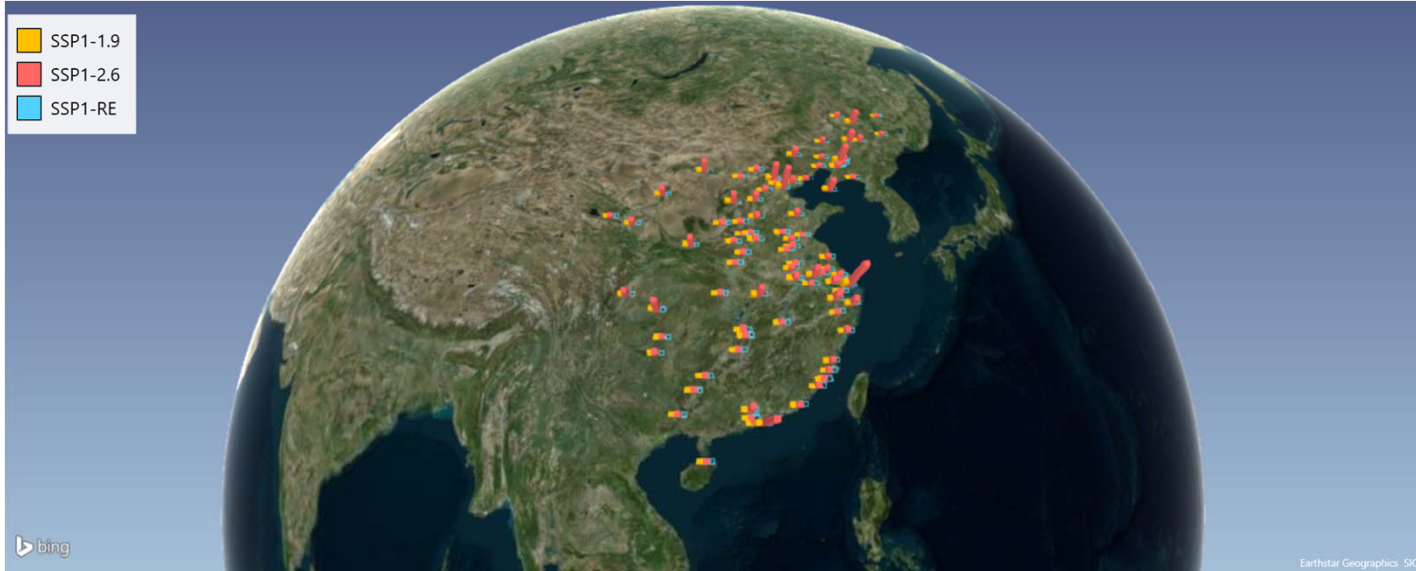 SSP1-1.9
SSP1-2.6
SSP1-RE
bing
Earthstar Geographics SIO